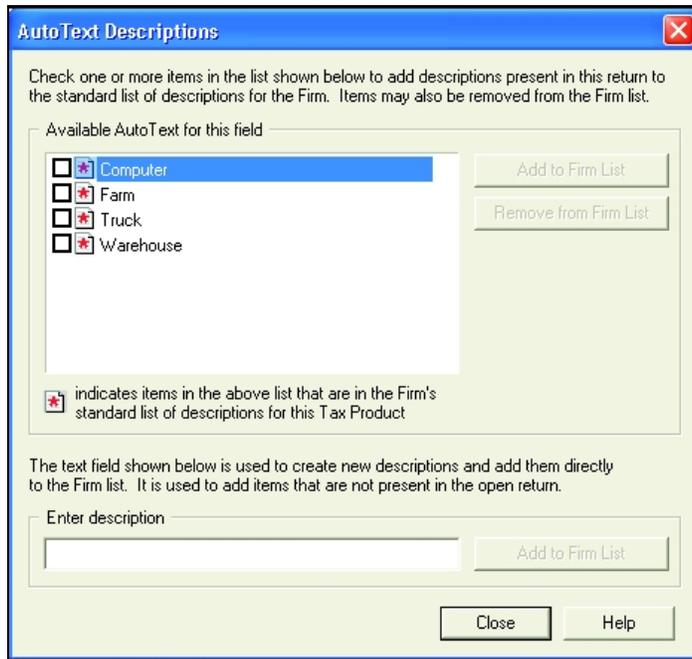 AutoText Descriptions
Check one or more items in the list shown below to add descriptions present in this return to
the standard list of descriptions for the Firm. Items may also be removed from the Firm list.
Available AutoText for this field
Computer
Add to Firm List
Farm
Truck
Remove from Firm List
Warehouse
indicates items in the above list that are in the Firm's
standard list of descriptions for this Tax Product
The text field shown below is used to create new descriptions and add them directly
to the Firm list. It is used to add items that are not present in the open return.
Enter description
Add to Firm List
Close
Help